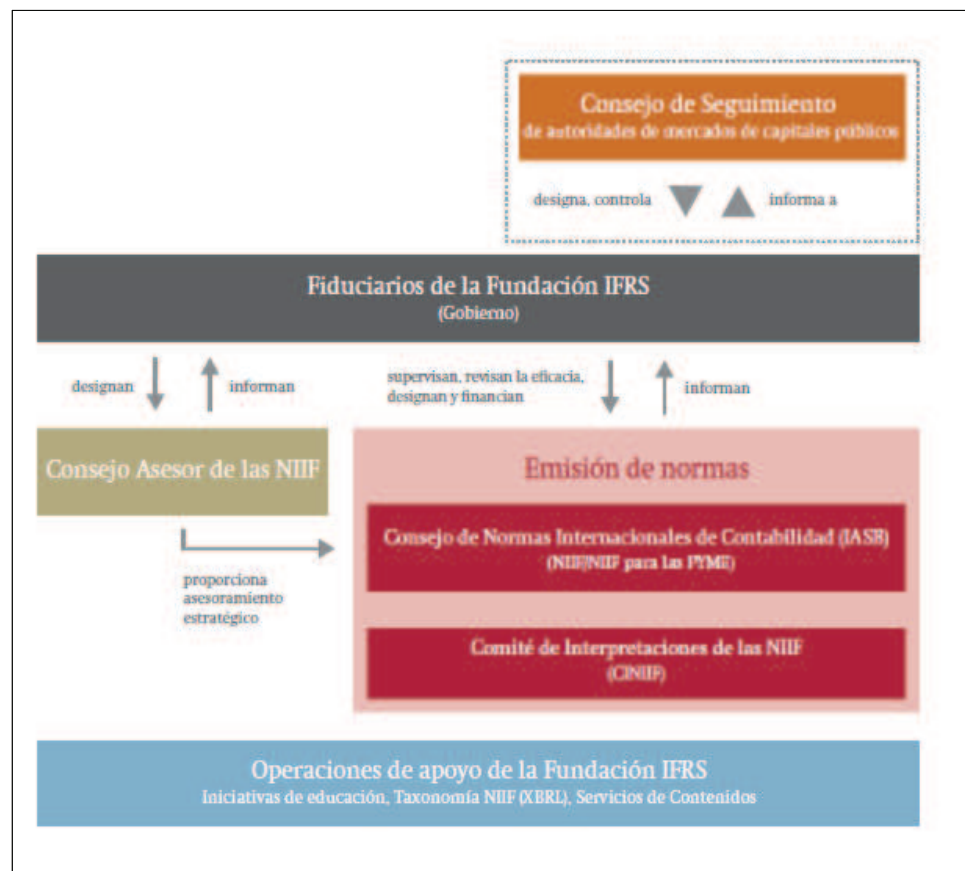 Consejo de Seguimiento
de autoridades de mercados de capitales públicos
designa, controla
informa a
Fiduciarios de la Fundación IFRS
(Gobierno)
designan
informan
supervisan, revisan la eficacia,
designan y financian
informan
Consejo Asesor de las NIIF
Emisión de normas
Consejo de Normas Internacionales de Contabilidad (IASB)
(NIIF/NIIF para las PYME)
proporciona
asesoramiento
estratégico
Comité de Interpretaciones de las NIIF
(CINIIF)
Operaciones de apoyo de la Fundación IFRS
Iniciativas de educación, Taxonomía NIIF (XBRL), Servicios de Contenidos